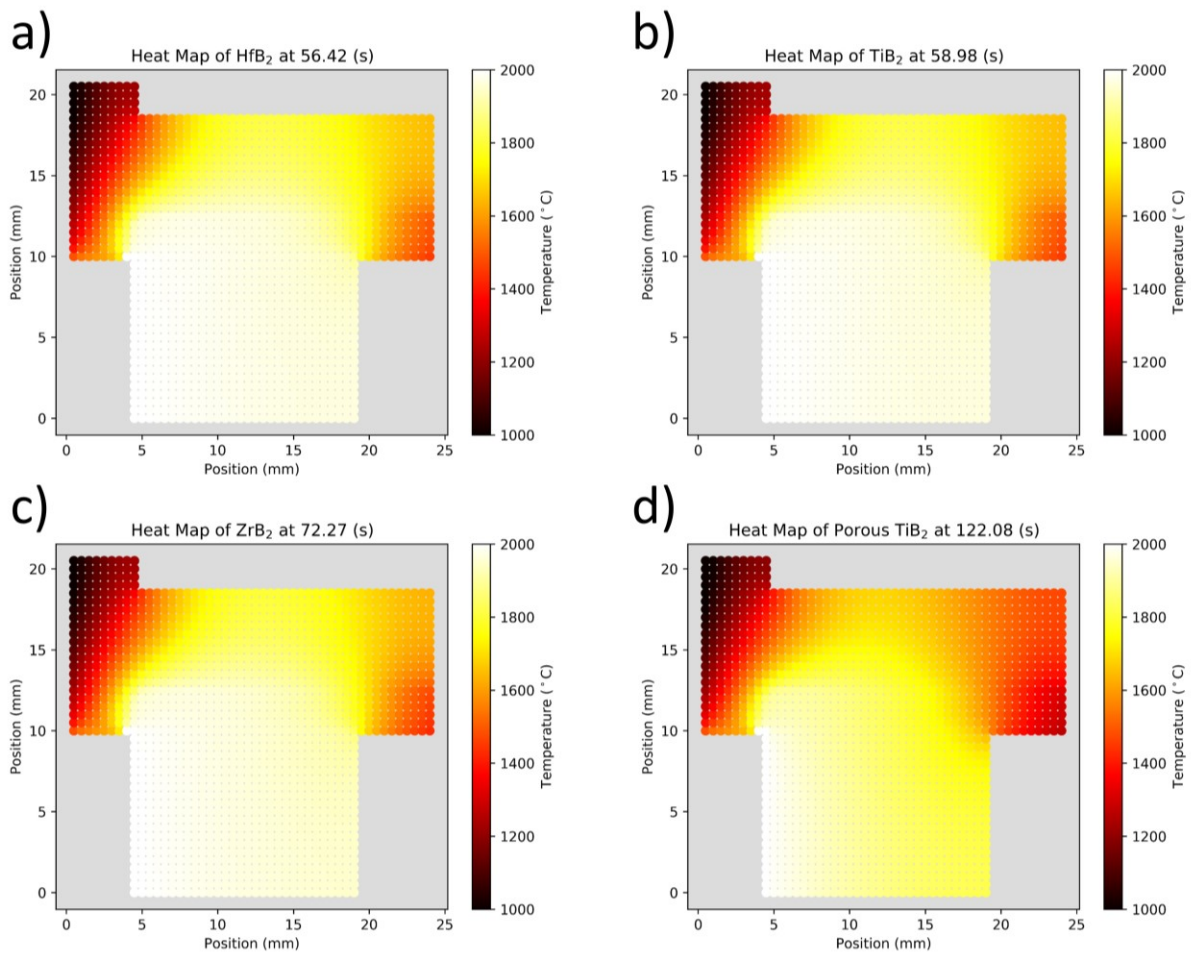 a)
Heat Map of HfB₂ at 56.42 (s)
20
15
10
5
0
Position (mm)
0 5 10 15 20 25
Position (mm)
2000
1800
1600
1400
1200
1000
Temperature (°C)
b)
Heat Map of TiB₂ at 58.98 (s)
20
15
10
5
0
Position (mm)
0 5 10 15 20 25
Position (mm)
2000
1800
1600
1400
1200
1000
Temperature (°C)
c)
Heat Map of ZrB₂ at 72.27 (s)
20
15
10
5
0
Position (mm)
0 5 10 15 20 25
Position (mm)
2000
1800
1600
1400
1200
1000
Temperature (°C)
d)
Heat Map of Porous TiB₂ at 122.08 (s)
20
15
10
5
0
Position (mm)
0 5 10 15 20 25
Position (mm)
2000
1800
1600
1400
1200
1000
Temperature (°C)